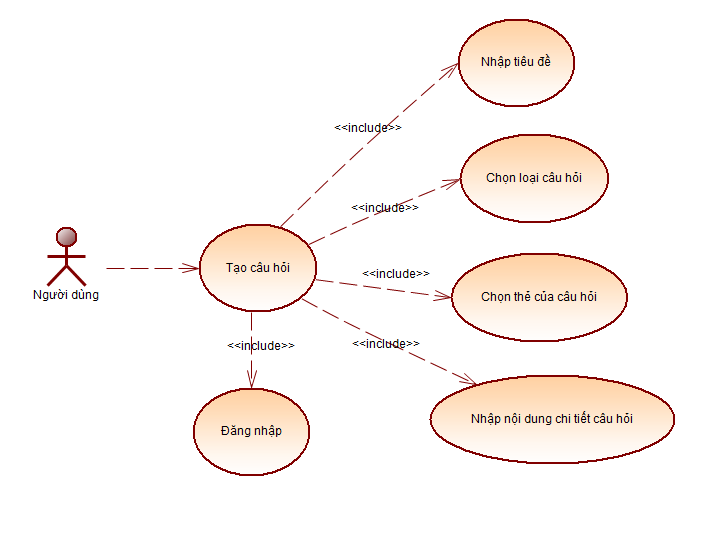 Nhập tiêu đề
<<include>>
Chọn loại câu hỏi
<<include>>
Tạo câu hỏi
<<include>>
Chọn thẻ của câu hỏi
Người dùng
<<include>>
<<include>>
Nhập nội dung chi tiết câu hỏi
Đăng nhập